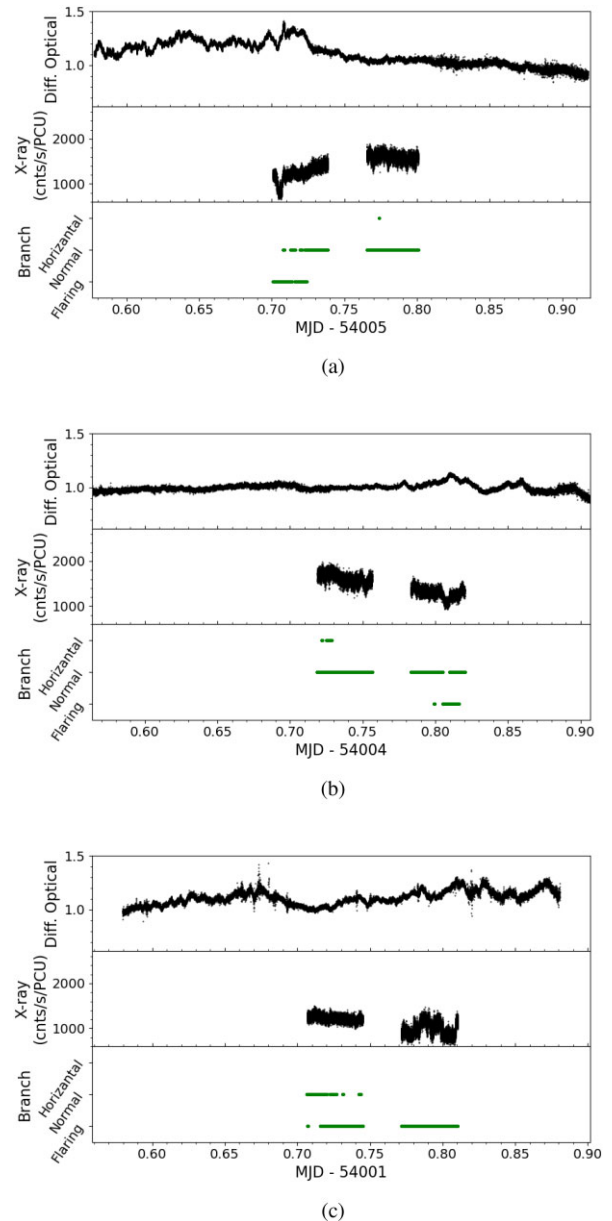 1.5
1.0
Diff. Optical
2000
1000
X-ray
(cnts/s/PCU)
Horizantal
Normal
Flaring
Branch
0.60 0.65 0.70 0.75 0.80 0.85 0.90
MJD - 54005
(a)
1.5
1.0
Diff. Optical
2000
1000
X-ray
(cnts/s/PCU)
Horizantal
Normal
Flaring
Branch
0.60 0.65 0.70 0.75 0.80 0.85 0.90
MJD - 54004
(b)
1.5
1.0
Diff. Optical
2000
1000
X-ray
(cnts/s/PCU)
Horizantal
Normal
Flaring
Branch
0.60 0.65 0.70 0.75 0.80 0.85 0.90
MJD - 54001
(c)